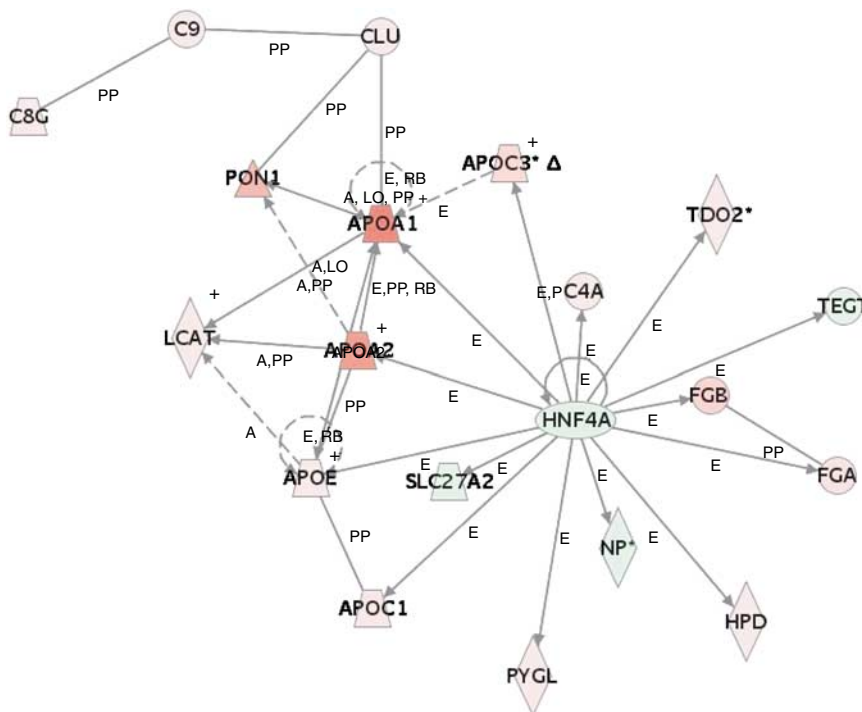 C9
PP
CLU
PP
C8G
PP
PP
+
APOC3* Δ
PON1
E, RB
A, LO, PP +
E
APOA1
TDO2*
A,LO
A,PP
E,PP, RB
+
E,P
C4A
TEGT
+
LCAT
E
E
APOA2
A,PP
E
E
E
FGB
PP
E
HNF4A
E
A
E, RB
+
APOE
E
SLC27A2
E
E
E
PP
FGA
PP
E
E
E
NP*
APOC1
HPD
PYGL